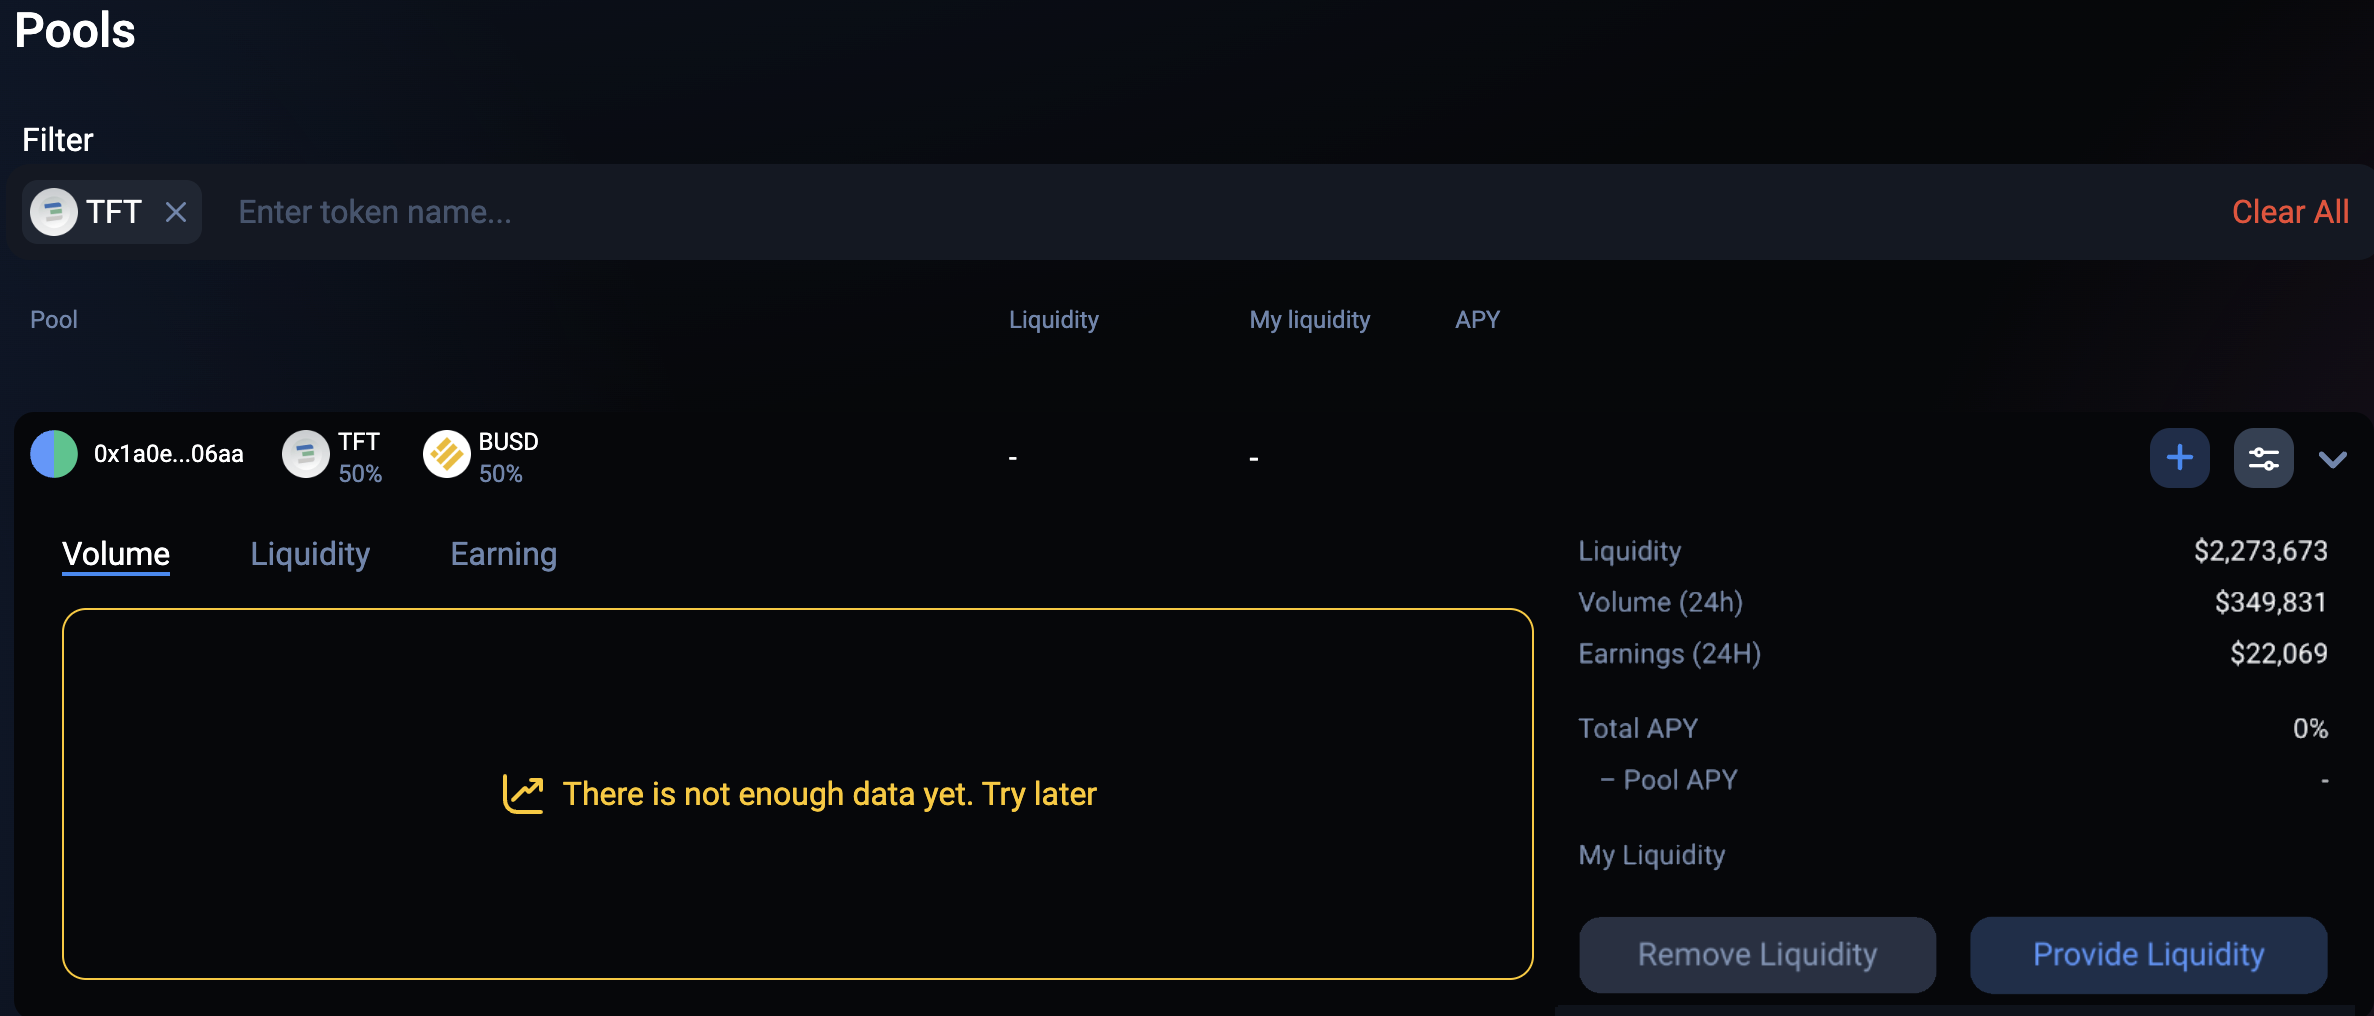 Pools
Filter
TFT Enter token name... Clear All
Pool Liquidity My liquidity APY
0x1a0e...06aa TFT 50% BUSD 50% - -
Volume Liquidity Earning
There is not enough data yet. Try later
Liquidity $2,273,673
Volume (24h) $349,831
Earnings (24H) $22,069
Total APY 0%
– Pool APY -
My Liquidity
Remove Liquidity Provide Liquidity